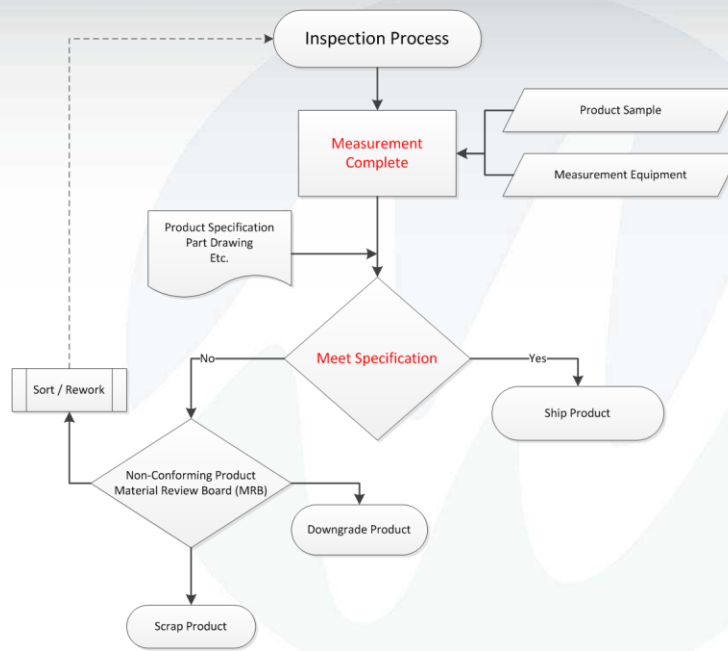 Inspection Process
Measurement
Complete
Product Sample
Measurement Equipment
Product Specification
Part Drawing
Etc.
Meet Specification
No
Yes
Sort / Rework
Ship Product
Non-Conforming Product
Material Review Board (MRB)
Downgrade Product
Scrap Product